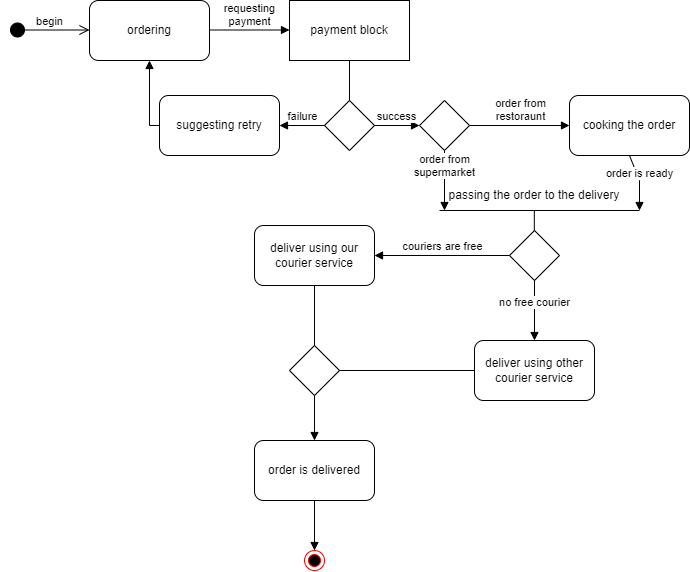 begin
ordering
requesting
payment
payment block
suggesting retry
failure
success
order from
restoraunt
cooking the order
order from
supermarket
order is ready
passing the order to the delivery
deliver using our
courier service
couriers are free
no free courier
deliver using other
courier service
order is delivered